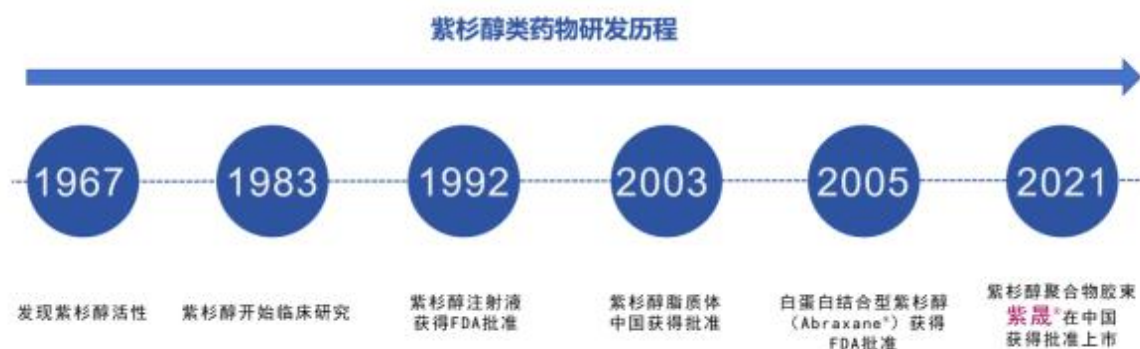 紫杉醇类药物研发历程
1967
1983
1992
2003
2005
2021
发现紫杉醇活性
紫杉醇开始临床研究
紫杉醇注射液
获得FDA批准
紫杉醇脂质体
中国获得批准
白蛋白结合型紫杉醇
（Abraxane®）获得
FDA批准
紫杉醇聚合物胶束
紫晟®在中国
获得批准上市